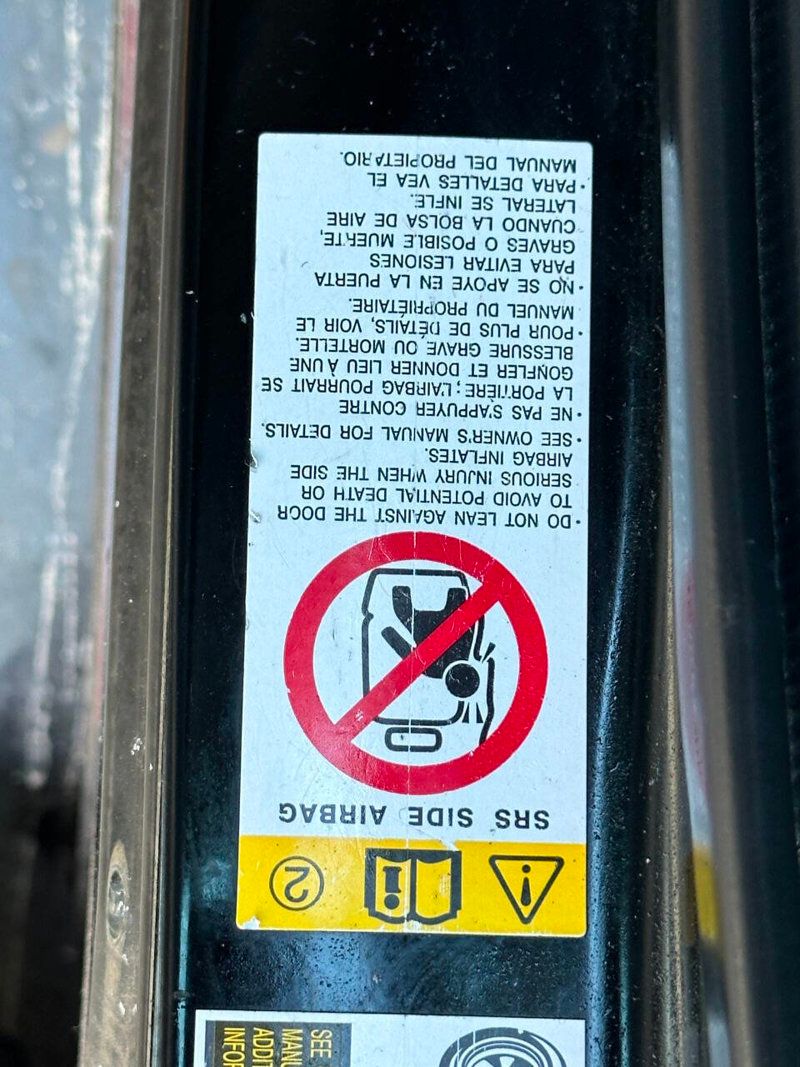 2
SRS SIDE AIRBAG
• DO NOT LEAN AGAINST THE DOOR
TO AVOID POTENTIAL DEATH OR
SERIOUS INJURY WHEN THE SIDE
AIRBAG INFLATES.
• SEE OWNER'S MANUAL FOR DETAILS.
• NE PAS S'APPUYER CONTRE
LA PORTIÈRE ; L'AIRBAG POURRAIT SE
GONFLER ET DONNER LIEU À UNE
BLESSURE GRAVE OU MORTELLE.
• POUR PLUS DE DÉTAILS, VOIR LE
MANUEL DU PROPRIÉTAIRE.
• NO SE APOYE EN LA PUERTA
PARA EVITAR LESIONES
GRAVES O POSIBLE MUERTE,
CUANDO LA BOLSA DE AIRE
LATERAL SE INFLE.
• PARA DETALLES VEA EL
MANUAL DEL PROPIETARIO.
SEE